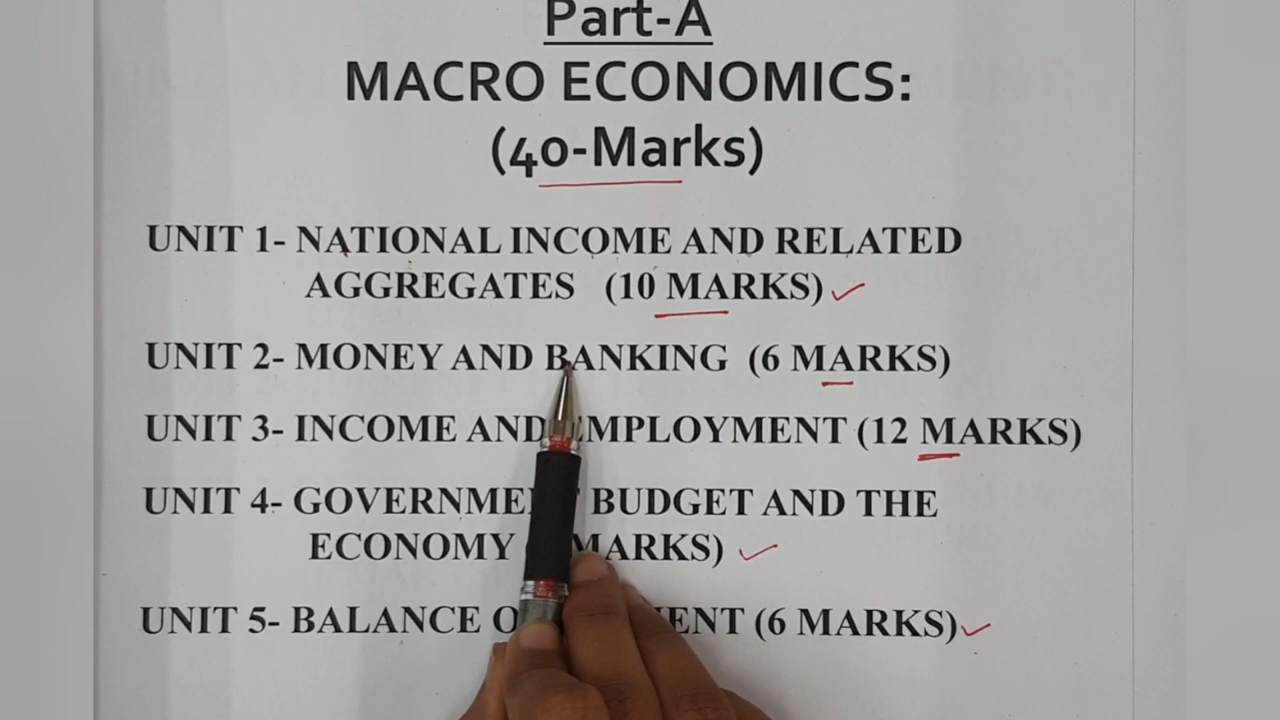 Part-A
MACRO ECONOMICS:
(40-Marks)
UNIT 1- NATIONAL INCOME AND RELATED
AGGREGATES (10 MARKS)
UNIT 2- MONEY AND BANKING (6 MARKS)
UNIT 3- INCOME AND EMPLOYMENT (12 MARKS)
UNIT 4- GOVERNMENT BUDGET AND THE
ECONOMY MARKS)
UNIT 5- BALANCE (6 MARKS)